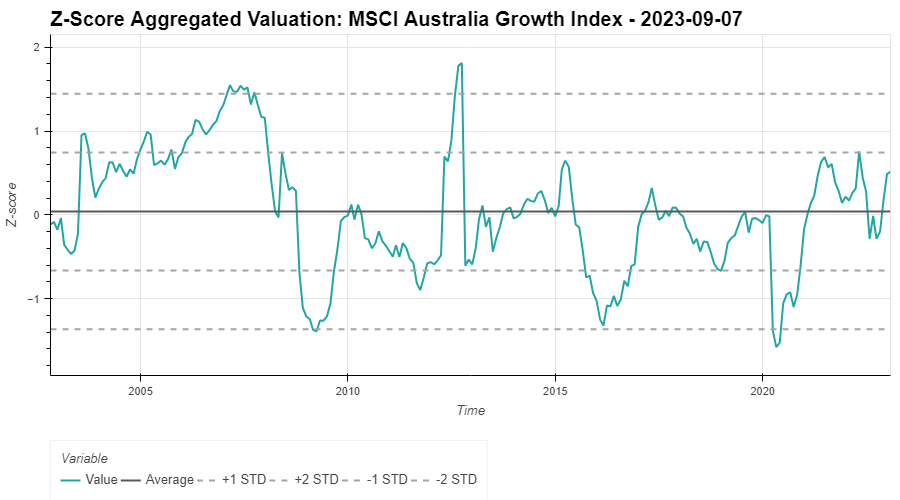 Z-Score Aggregated Valuation: MSCI Australia Growth Index - 2023-09-07
2
1
0
−1
Z-score
2005 2010 2015 2020
Time
Variable
Value Average +1 STD +2 STD -1 STD -2 STD